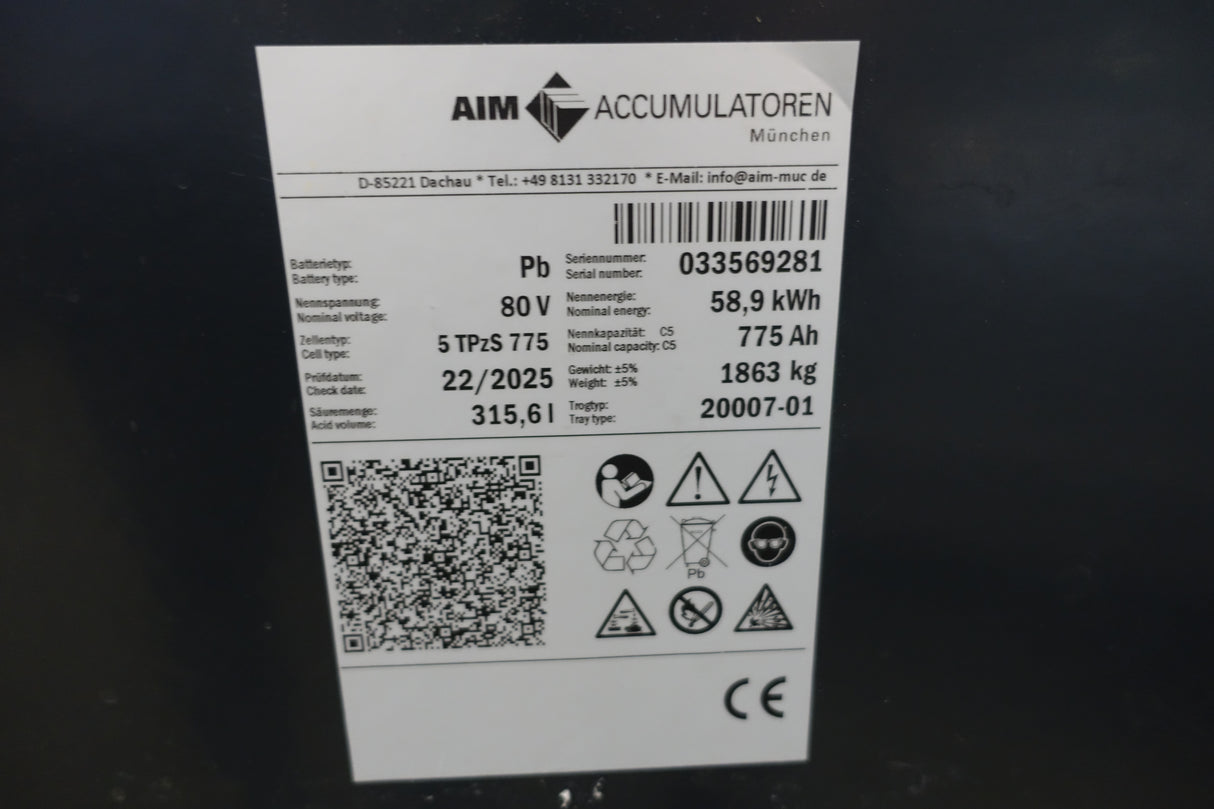 AIM ACCUMULATOREN
München
D-85221 Dachau * Tel.: +49 8131 332170 * E-Mail: info@aim-muc de
Batterietyp:
Battery type:
Pb
Seriennummer:
Serial number:
033569281
Nennspannung:
Nominal voltage:
80 V
Nennenergie:
Nominal energy:
58,9 kWh
Zellentyp:
Cell type:
5 TPzS 775
Nennkapazität: C5
Nominal capacity: C5
775 Ah
Prüfdatum:
Check date:
22/2025
Gewicht: ±5%
Weight: ±5%
1863 kg
Säuremenge:
Acid volume:
315,6 l
Trogtyp:
Tray type:
20007-01
Pb
CE